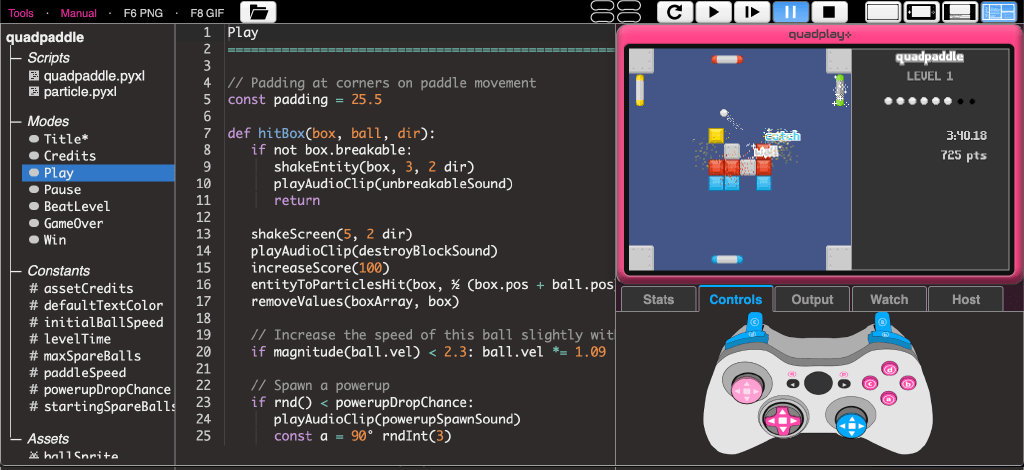 Tools · Manual · F6 PNG · F8 GIF
quadpaddle
Scripts
quadpaddle.pyxl
particle.pyxl
Modes
Title*
Credits
Play
Pause
BeatLevel
GameOver
Win
Constants
# assetCredits
# defaultTextColor
# initialBallSpeed
# levelTime
# maxSpareBalls
# paddleSpeed
# powerupDropChance
# startingSpareBalls
Assets
ballSprite
1 Play
2 ==================================================
3
4 // Padding at corners on paddle movement
5 const padding = 25.5
6
7 def hitBox(box, ball, dir):
8 if not box.breakable:
9 shakeEntity(box, 3, 2 dir)
10 playAudioClip(unbreakableSound)
11 return
12
13 shakeScreen(5, 2 dir)
14 playAudioClip(destroyBlockSound)
15 increaseScore(100)
16 entityToParticlesHit(box, ½ (box.pos + ball.pos
17 removeValues(boxArray, box)
18
19 // Increase the speed of this ball slightly wit
20 if magnitude(ball.vel) < 2.3: ball.vel *= 1.09
21
22 // Spawn a powerup
23 if rnd() < powerupDropChance:
24 playAudioClip(powerupSpawnSound)
25 const a = 90° rndInt(3)
quadplay+
quadpaddle
LEVEL 1
3:40.18
725 pts
Catch
Stats
Controls
Output
Watch
Host
ⓓ
ⓒ
ⓑ
ⓐ